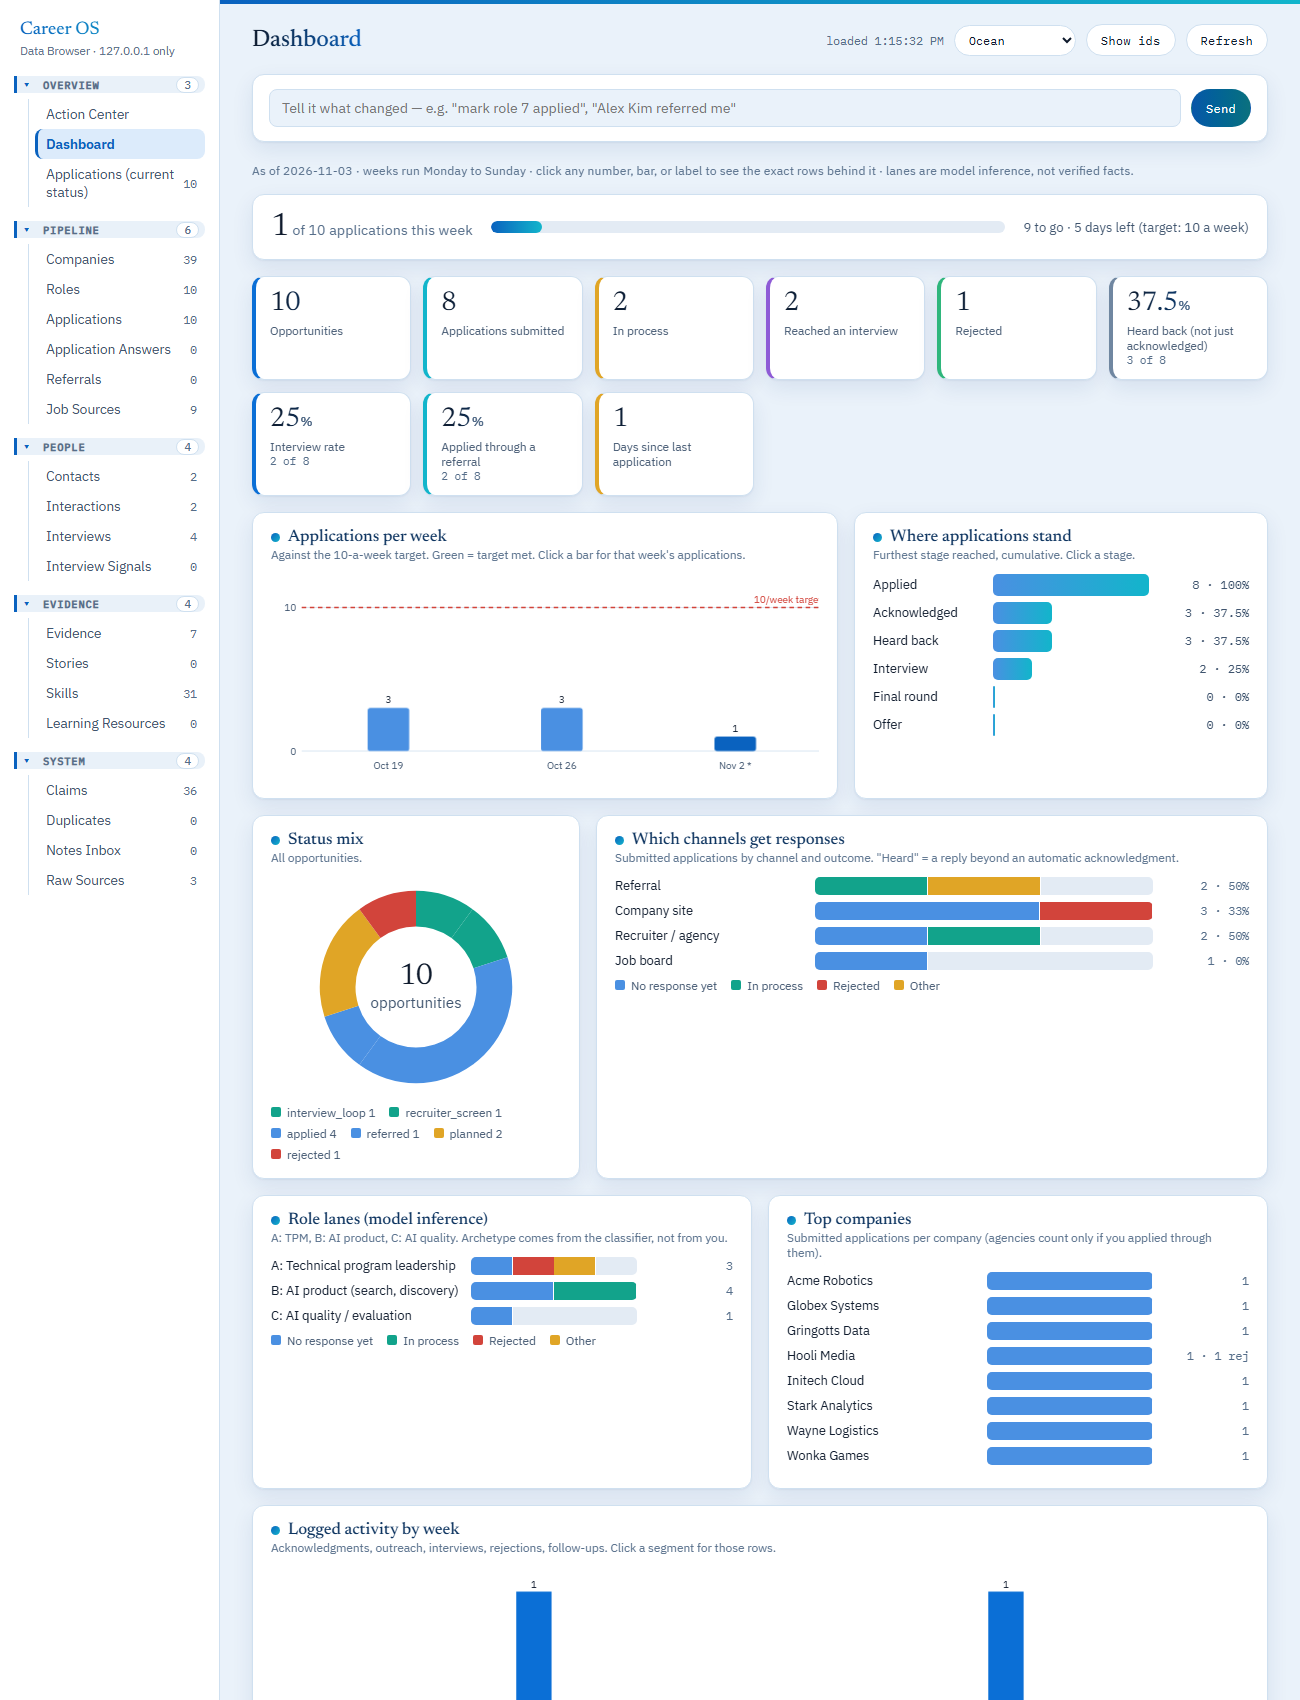 Career OS
Data Browser · 127.0.0.1 only
▾ OVERVIEW 3
Action Center
Dashboard
Applications (current
status) 10
▾ PIPELINE 6
Companies 39
Roles 10
Applications 10
Application Answers 0
Referrals 0
Job Sources 9
▾ PEOPLE 4
Contacts 2
Interactions 2
Interviews 4
Interview Signals 0
▾ EVIDENCE 4
Evidence 7
Stories 0
Skills 31
Learning Resources 0
▾ SYSTEM 4
Claims 36
Duplicates 0
Notes Inbox 0
Raw Sources 3
Dashboard
loaded 1:15:32 PM Ocean Show ids Refresh
Tell it what changed — e.g. "mark role 7 applied", "Alex Kim referred me" Send
As of 2026-11-03 · weeks run Monday to Sunday · click any number, bar, or label to see the exact rows behind it · lanes are model inference, not verified facts.
1 of 10 applications this week 9 to go · 5 days left (target: 10 a week)
10
Opportunities
8
Applications submitted
2
In process
2
Reached an interview
1
Rejected
37.5%
Heard back (not just
acknowledged)
3 of 8
25%
Interview rate
2 of 8
25%
Applied through a
referral
2 of 8
1
Days since last
application
Applications per week
Against the 10-a-week target. Green = target met. Click a bar for that week's applications.
10/week targe
10
3 3 1
0
Oct 19 Oct 26 Nov 2 *
Where applications stand
Furthest stage reached, cumulative. Click a stage.
Applied 8 · 100%
Acknowledged 3 · 37.5%
Heard back 3 · 37.5%
Interview 2 · 25%
Final round 0 · 0%
Offer 0 · 0%
Status mix
All opportunities.
10
opportunities
interview_loop 1 recruiter_screen 1
applied 4 referred 1 planned 2
rejected 1
Which channels get responses
Submitted applications by channel and outcome. "Heard" = a reply beyond an automatic acknowledgment.
Referral 2 · 50%
Company site 3 · 33%
Recruiter / agency 2 · 50%
Job board 1 · 0%
No response yet In process Rejected Other
Role lanes (model inference)
A: TPM, B: AI product, C: AI quality. Archetype comes from the classifier, not from you.
A: Technical program leadership 3
B: AI product (search, discovery) 4
C: AI quality / evaluation 1
No response yet In process Rejected Other
Top companies
Submitted applications per company (agencies count only if you applied through
them).
Acme Robotics 1
Globex Systems 1
Gringotts Data 1
Hooli Media 1 · 1 rej
Initech Cloud 1
Stark Analytics 1
Wayne Logistics 1
Wonka Games 1
Logged activity by week
Acknowledgments, outreach, interviews, rejections, follow-ups. Click a segment for those rows.
1 1